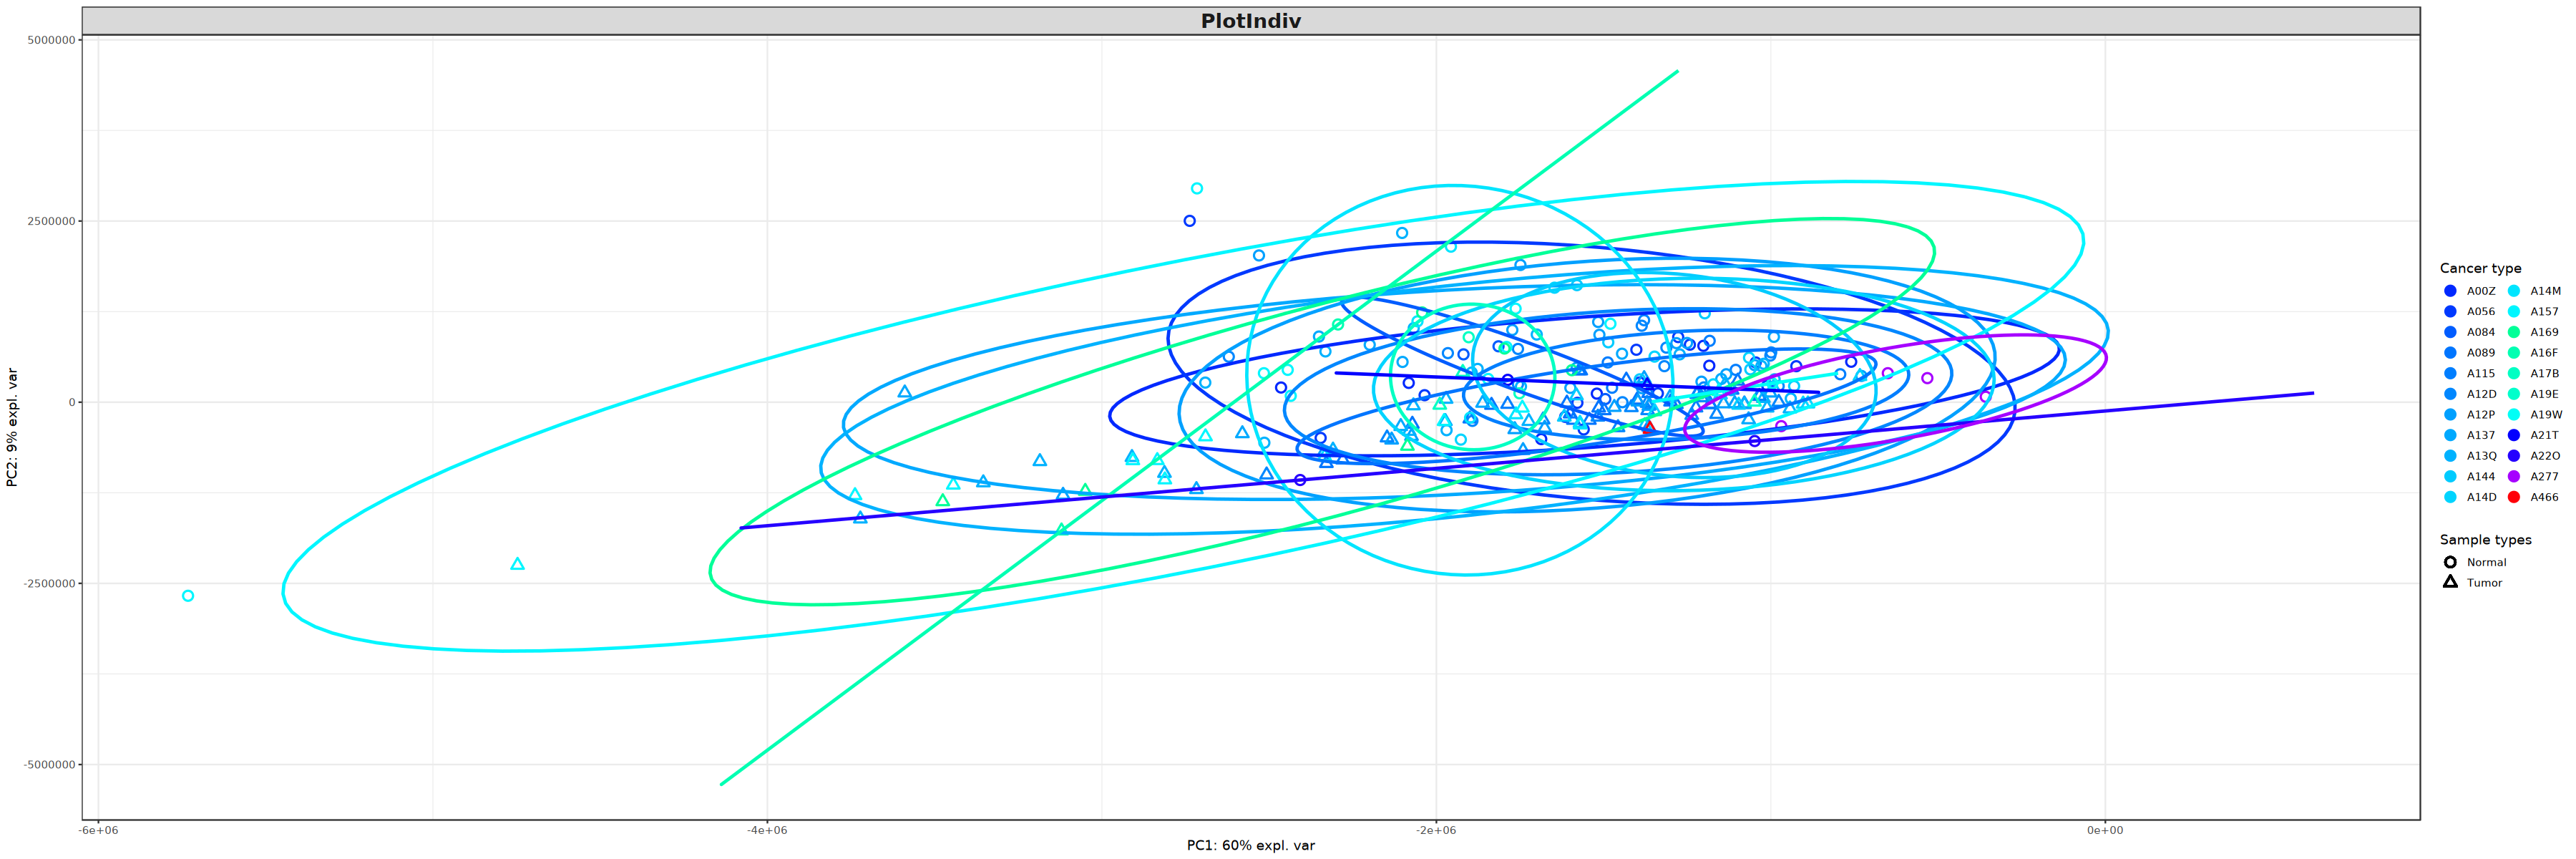 PlotIndiv
5000000
2500000
0
-2500000
-5000000
PC2: 9% expl. var
-6e+06
-4e+06
-2e+06
0e+00
PC1: 60% expl. var
Cancer type
A00Z A14M
A056 A157
A084 A169
A089 A16F
A115 A17B
A12D A19E
A12P A19W
A137 A21T
A13Q A22O
A144 A277
A14D A466
Sample types
Normal
Tumor